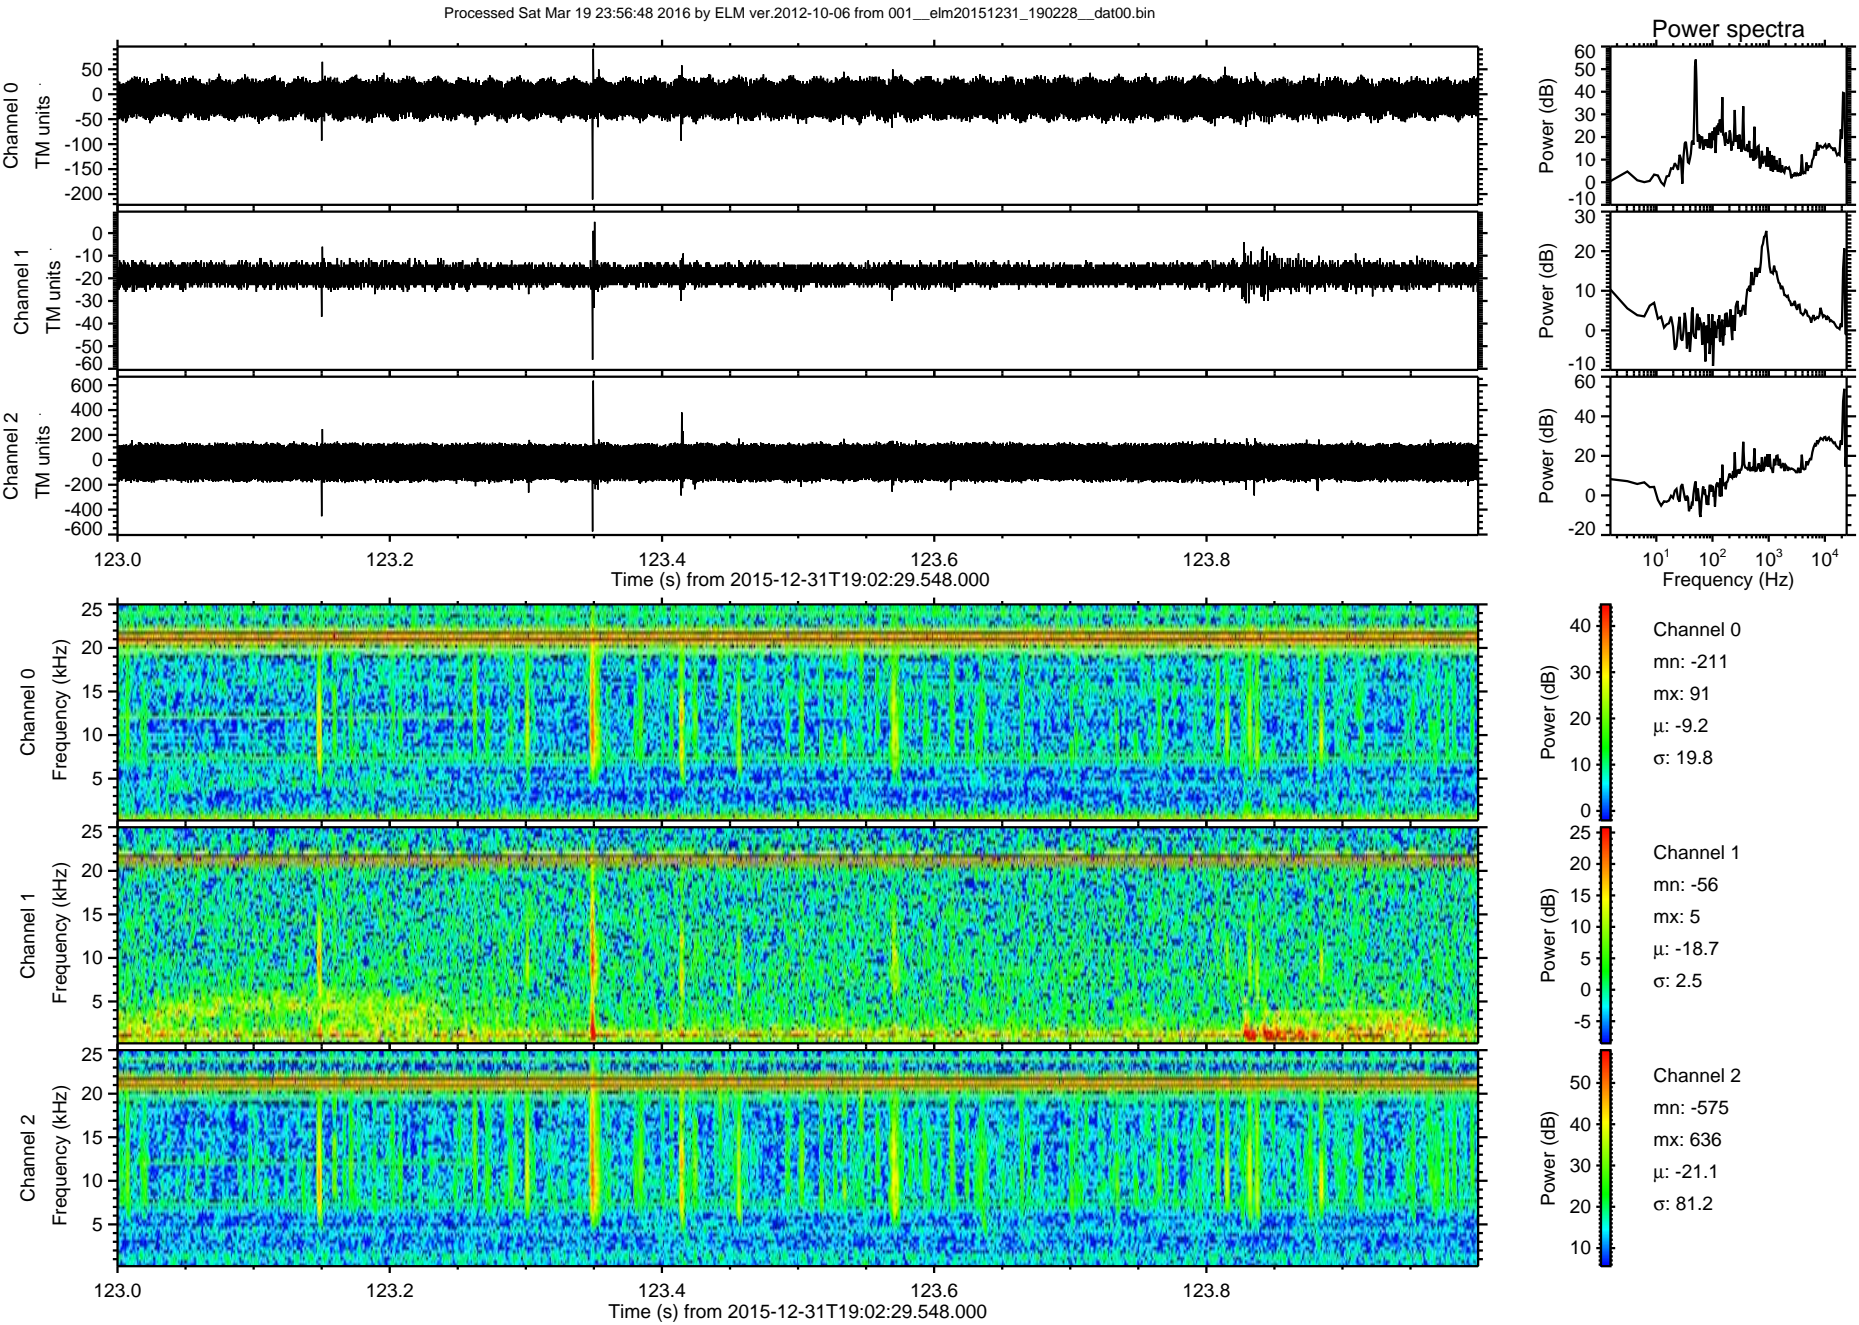 Processed Sat Mar 19 23:56:48 2016 by ELM ver.2012-10-06 from 001__elm20151231_190228__dat00.bin
Power spectra
Channel 0
TM units
50
0
-50
-100
-150
-200
Power (dB)
60
50
40
30
20
10
0
-10
Channel 1
TM units
0
-10
-20
-30
-40
-50
-60
Power (dB)
30
20
10
0
-10
Channel 2
TM units
600
400
200
0
-200
-400
-600
Power (dB)
60
40
20
0
-20
123.0 123.2 123.4 123.6 123.8
Time (s) from 2015-12-31T19:02:29.548.000
10^1 10^2 10^3 10^4
Frequency (Hz)
Channel 0
Frequency (kHz)
25
20
15
10
5
Power (dB)
40
30
20
10
0
Channel 0
mn: -211
mx: 91
μ: -9.2
σ: 19.8
Channel 1
Frequency (kHz)
25
20
15
10
5
Power (dB)
25
20
15
10
5
0
-5
Channel 1
mn: -56
mx: 5
μ: -18.7
σ: 2.5
Channel 2
Frequency (kHz)
25
20
15
10
5
Power (dB)
50
40
30
20
10
Channel 2
mn: -575
mx: 636
μ: -21.1
σ: 81.2
123.0 123.2 123.4 123.6 123.8
Time (s) from 2015-12-31T19:02:29.548.000